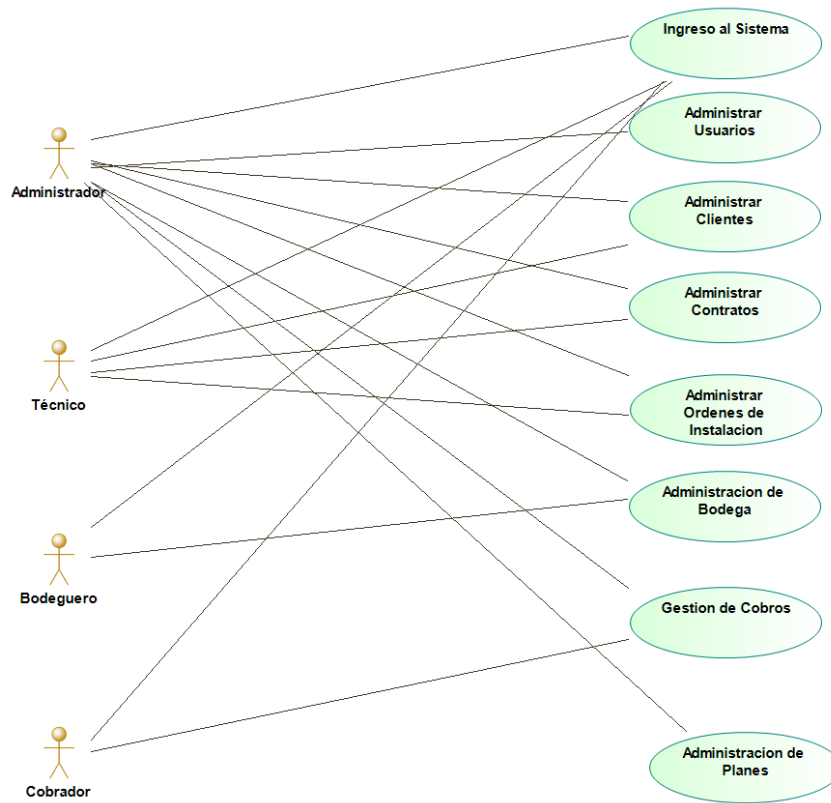 Ingreso al Sistema
Administrar
Usuarios
Administrador
Administrar
Clientes
Administrar
Contratos
Técnico
Administrar
Ordenes de
Instalacion
Administracion de
Bodega
Bodeguero
Gestion de Cobros
Administracion de
Planes
Cobrador